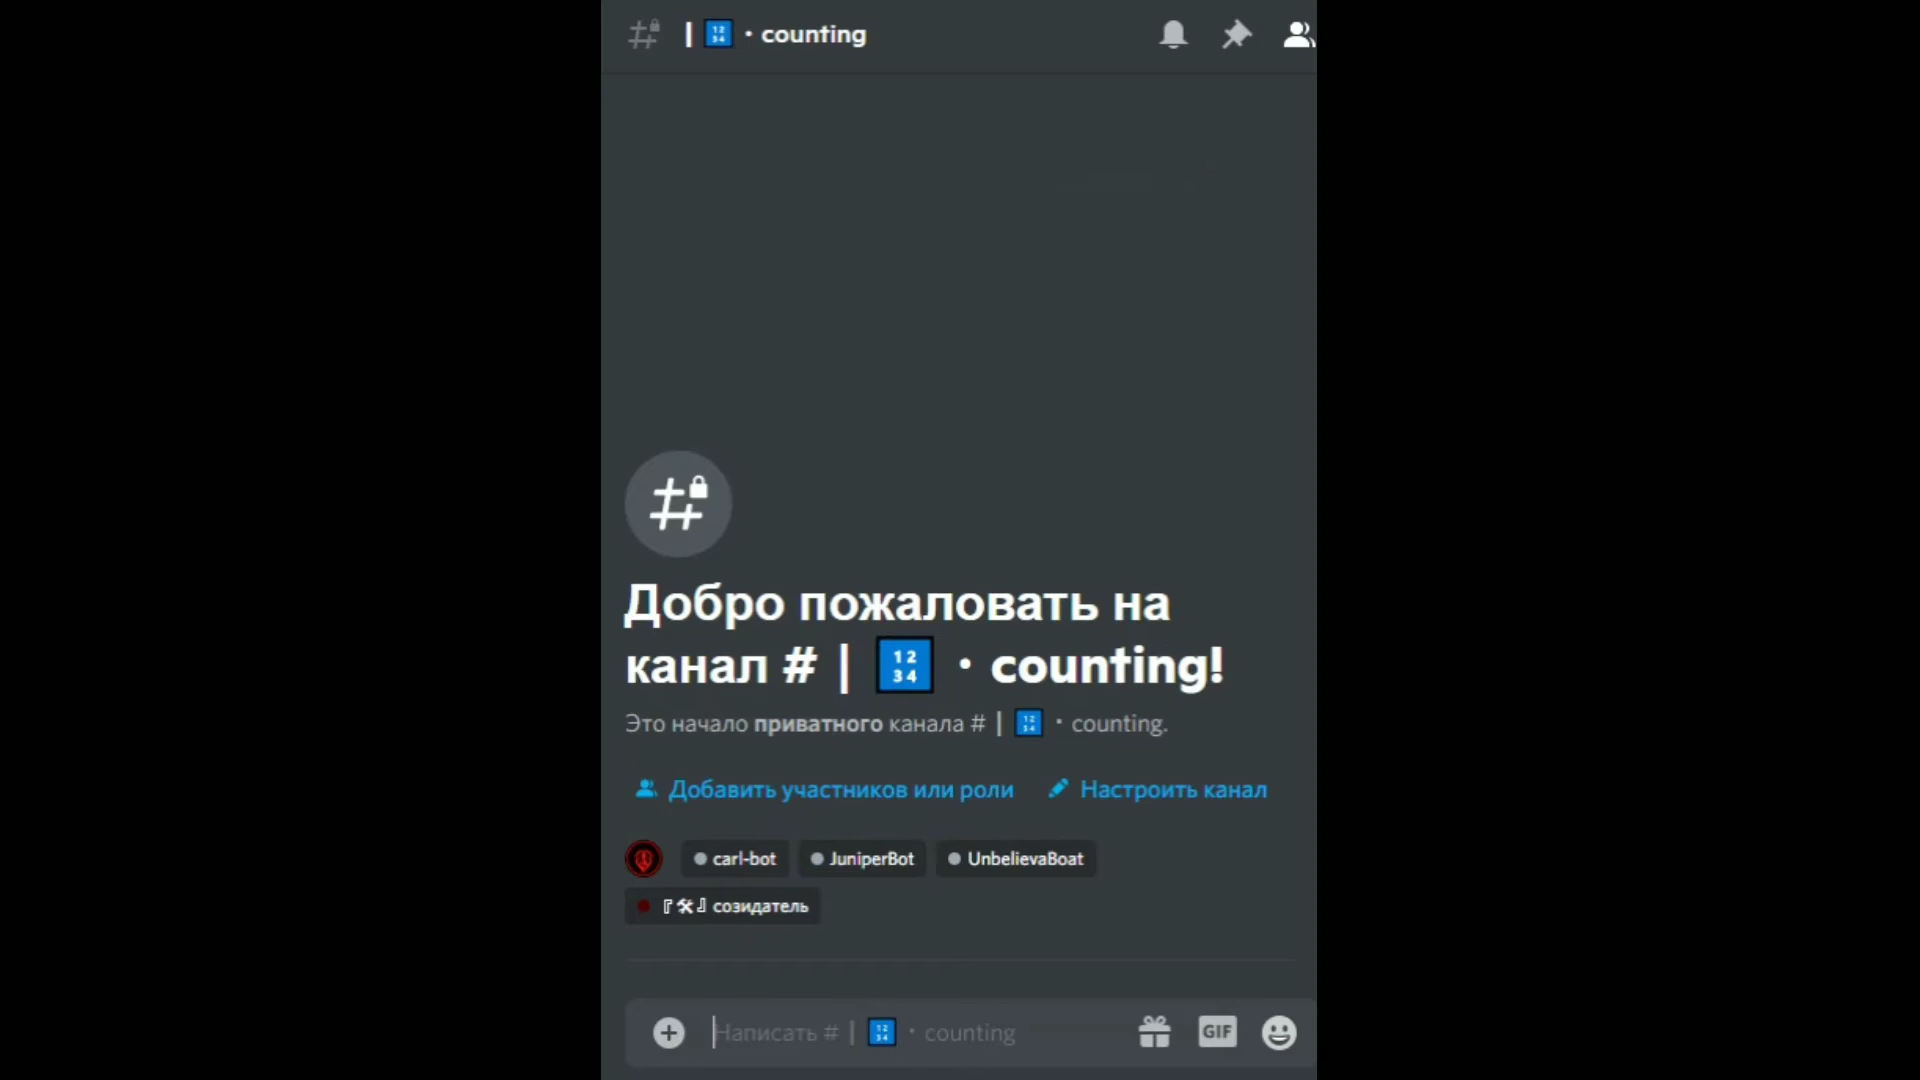 | 🔢 • counting
Добро пожаловать на
канал # | 🔢 • counting!
Это начало приватного канала # | 🔢 • counting.
Добавить участников или роли Настроить канал
carl-bot JuniperBot UnbelievaBoat
『🛠』созидатель
Написать # | 🔢 • counting GIF